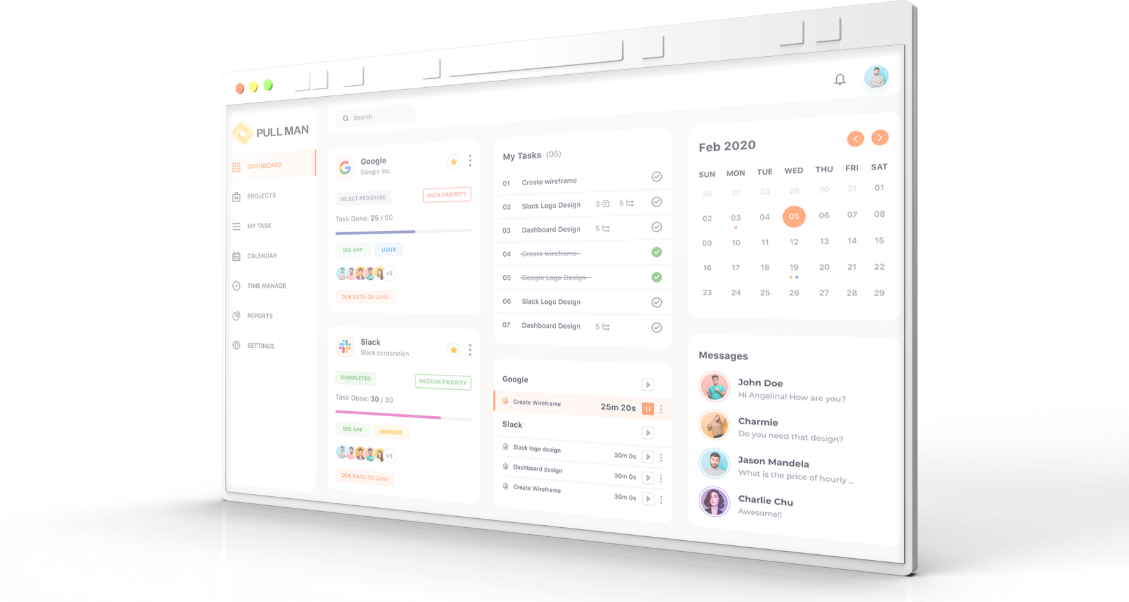 PULL MAN
DASHBOARD
PROJECTS
MY TASK
CALENDAR
TIME MANAGE
REPORTS
SETTINGS
Search
Google
Google inc.
SELECT PROGRESS
HIGH PRIORITY
Task Done: 25 / 50
IOS APP
UI/UX
+6
DUE DATE: 20 JUNE
Slack
Slack corporation
COMPLETED
MEDIUM PRIORITY
Task Done: 30 / 30
IOS APP
ANDROID
+5
DUE DATE: 20 JUNE
My Tasks (05)
01 Create wireframe
02 Slack Logo Design 3 5
03 Dashboard Design 5
04 Create wireframe
05 Google Logo Design
06 Slack Logo Design
07 Dashboard Design 5
Google
Create Wireframe 25m 20s
Slack
Slack logo design 30m 0s
Dashboard design 30m 0s
Create Wireframe 30m 0s
Feb 2020
SUN MON TUE WED THU FRI SAT
25 27 28 29 30 31 01
02 03 04 05 06 07 08
09 10 11 12 13 14 15
16 17 18 19 20 21 22
23 24 25 26 27 28 29
Messages
John Doe
Hi Angelina! How are you?
Charmie
Do you need that design?
Jason Mandela
What is the price of hourly ...
Charlie Chu
Awesome!!